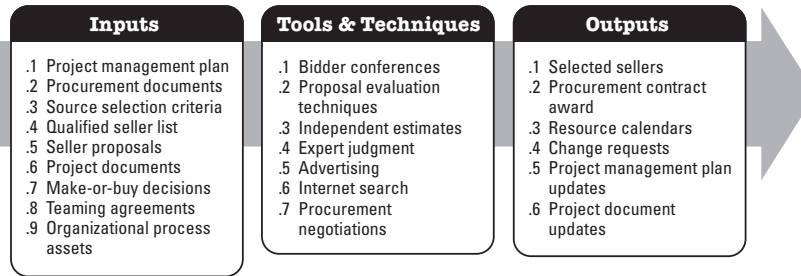 Inputs
.1 Project management plan
.2 Procurement documents
.3 Source selection criteria
.4 Qualified seller list
.5 Seller proposals
.6 Project documents
.7 Make-or-buy decisions
.8 Teaming agreements
.9 Organizational process
assets
Tools & Techniques
.1 Bidder conferences
.2 Proposal evaluation
techniques
.3 Independent estimates
.4 Expert judgment
.5 Advertising
.6 Internet search
.7 Procurement
negotiations
Outputs
.1 Selected sellers
.2 Procurement contract
award
.3 Resource calendars
.4 Change requests
.5 Project management plan
updates
.6 Project document
updates